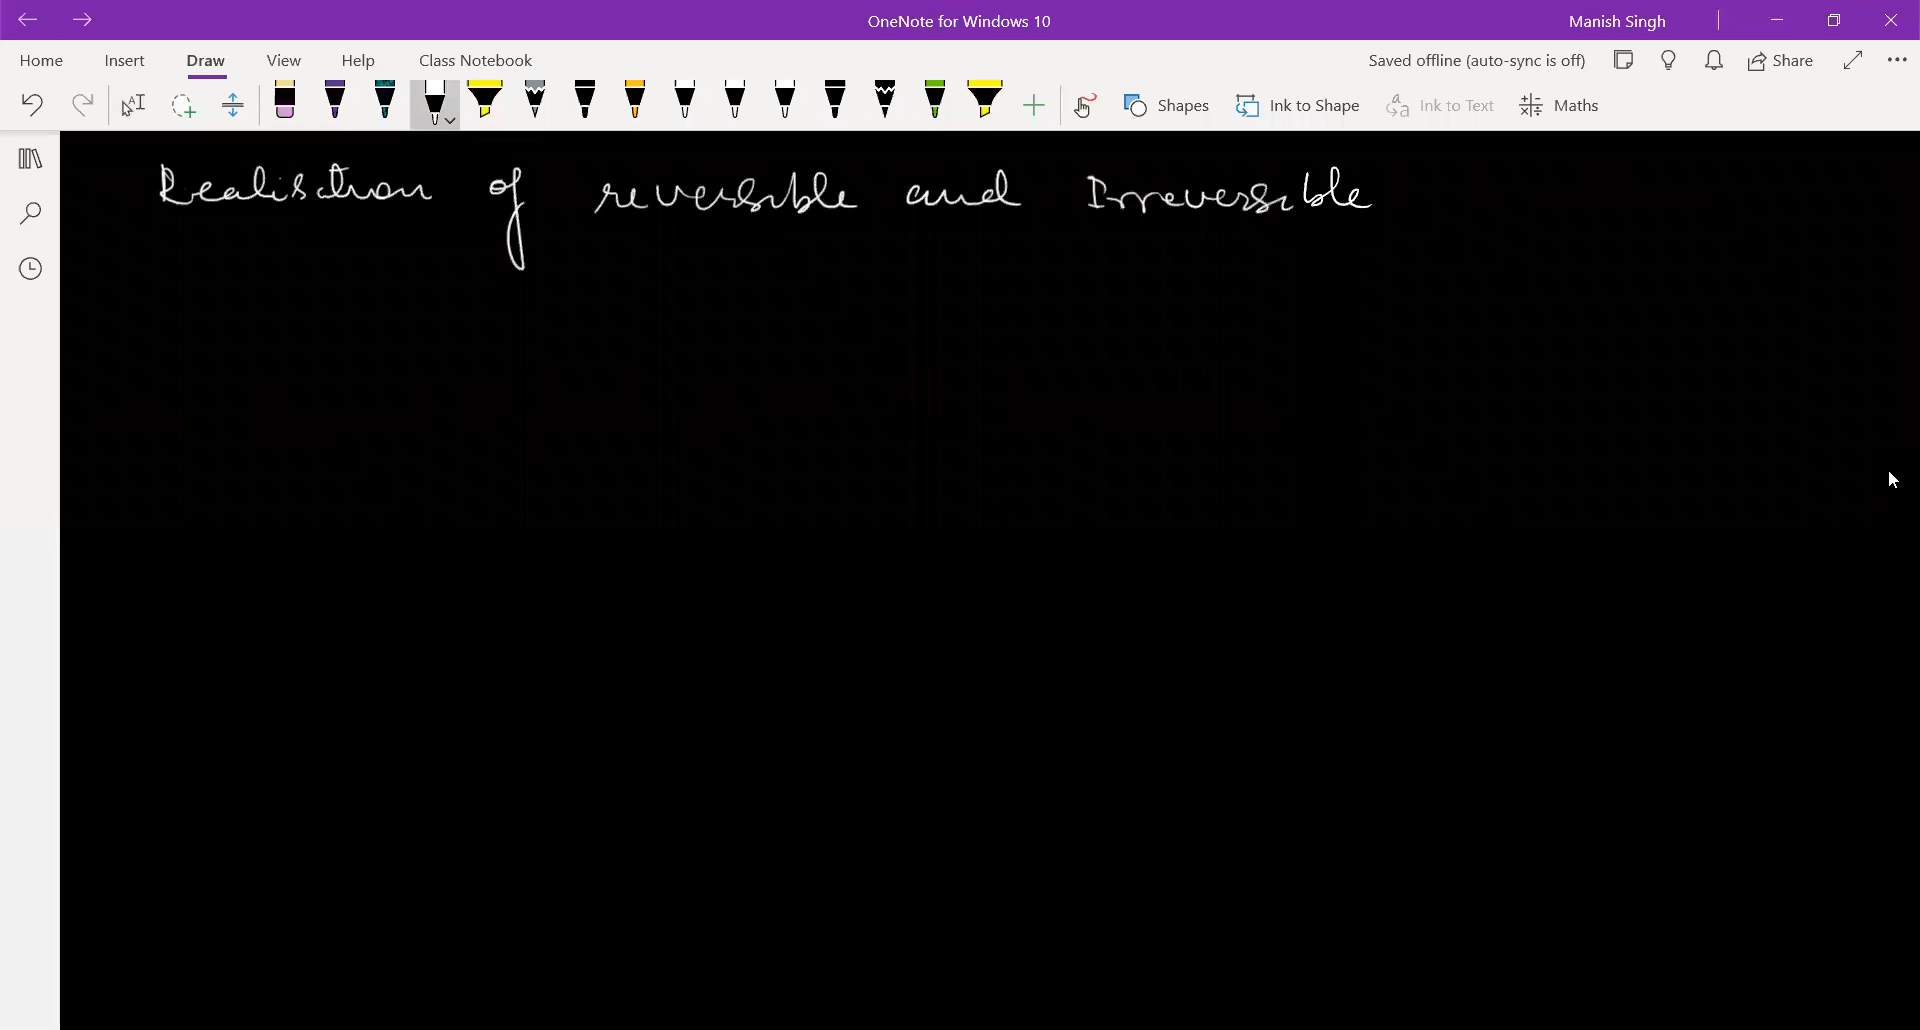 OneNote for Windows 10
Manish Singh
Home Insert Draw View Help Class Notebook
Saved offline (auto-sync is off) Share
Shapes Ink to Shape Ink to Text Maths
Realisation of reversible and Irreversible